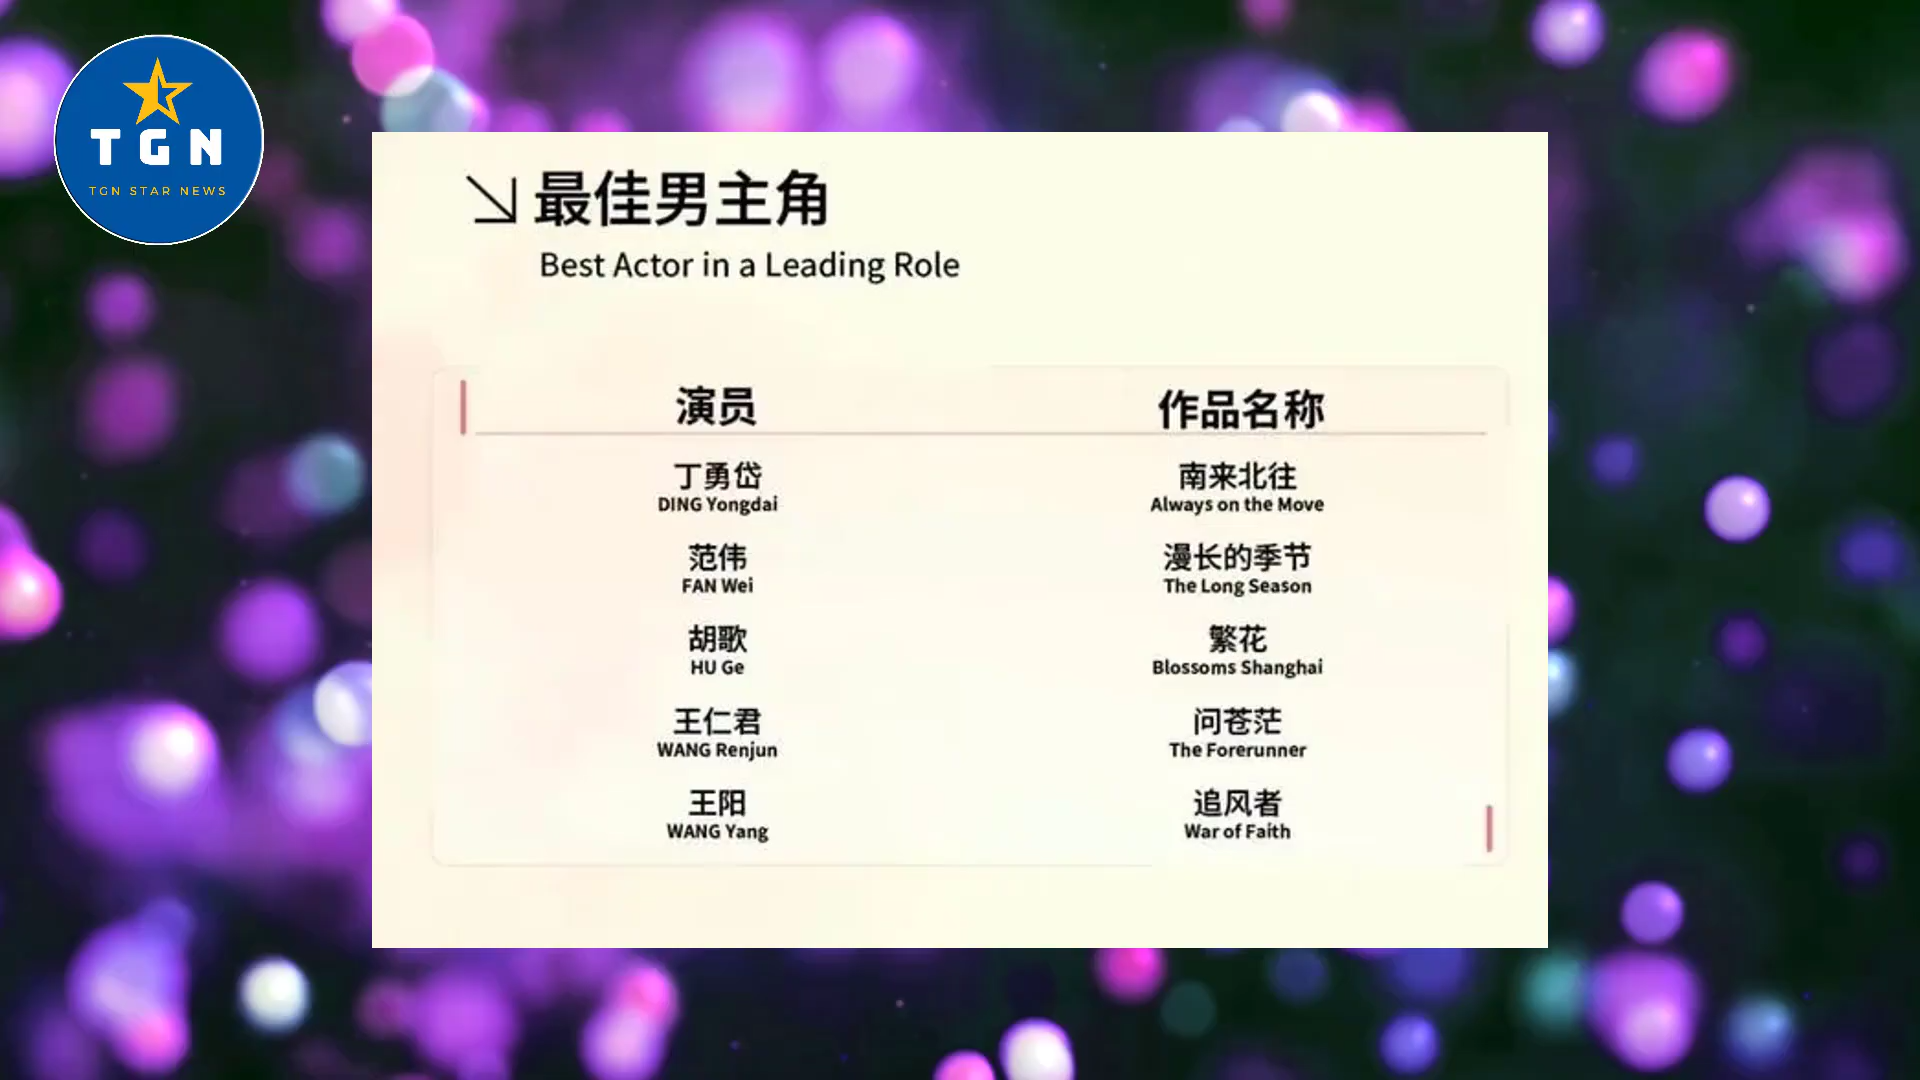 TGN
TGN STAR NEWS
最佳男主角
Best Actor in a Leading Role
演员 作品名称
丁勇岱 南来北往
DING Yongdai Always on the Move
范伟 漫长的季节
FAN Wei The Long Season
胡歌 繁花
HU Ge Blossoms Shanghai
王仁君 问苍茫
WANG Renjun The Forerunner
王阳 追风者
WANG Yang War of Faith